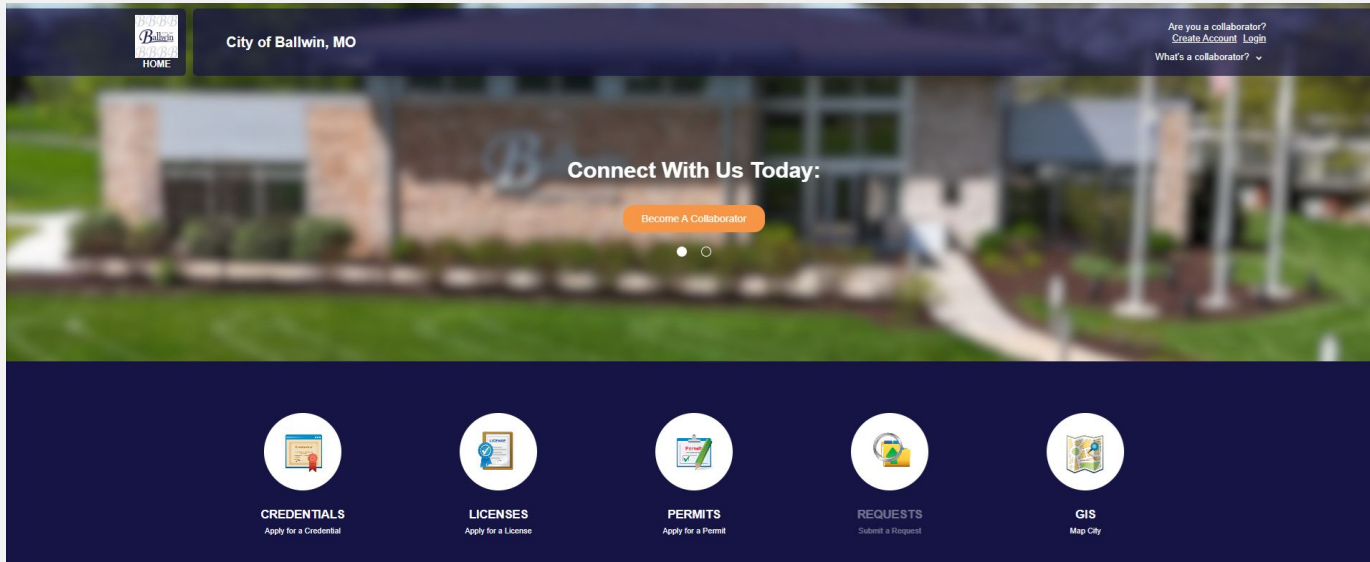 Ballwin
HOME
City of Ballwin, MO
Are you a collaborator?
Create Account Login
What's a collaborator?
Connect With Us Today:
Become A Collaborator
CREDENTIALS
Apply for a Credential
LICENSES
Apply for a License
PERMITS
Apply for a Permit
REQUESTS
Submit a Request
GIS
Map City